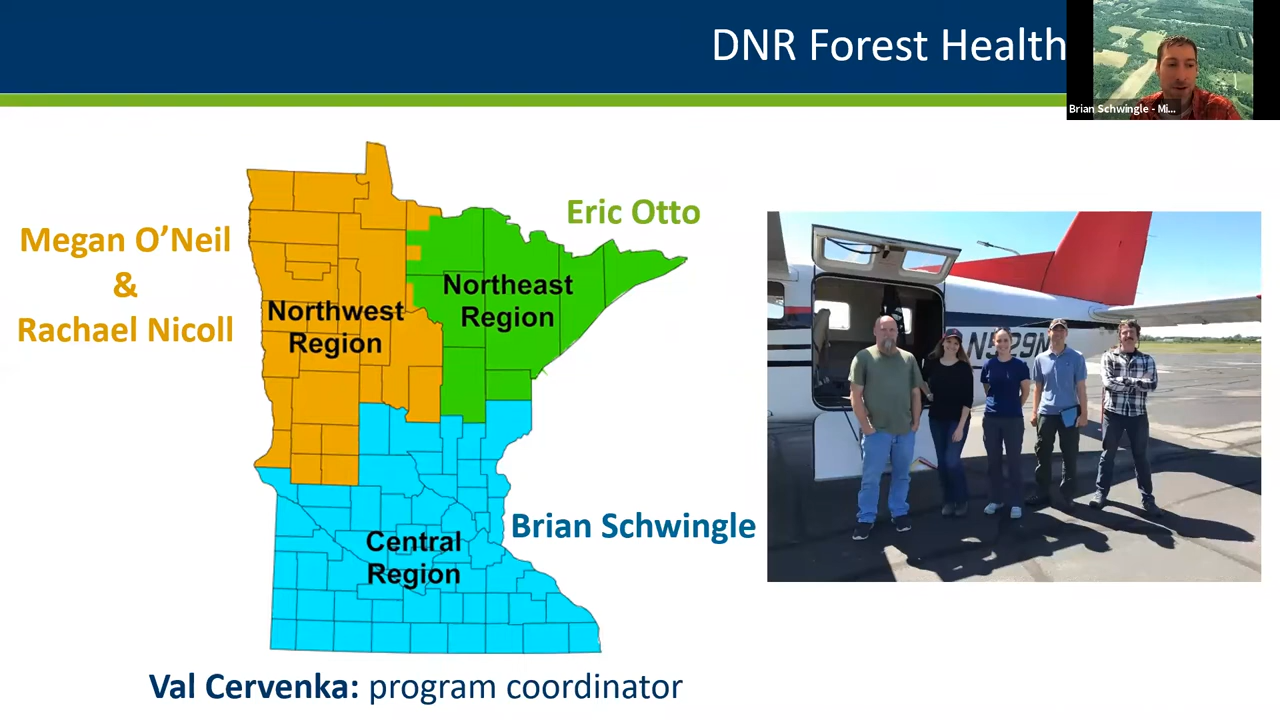 DNR Forest Health
Brian Schwingle - Mi...
Megan O'Neil
&
Rachael Nicoll
Eric Otto
Northwest
Region
Northeast
Region
Central
Region
Brian Schwingle
N529N
Val Cervenka: program coordinator